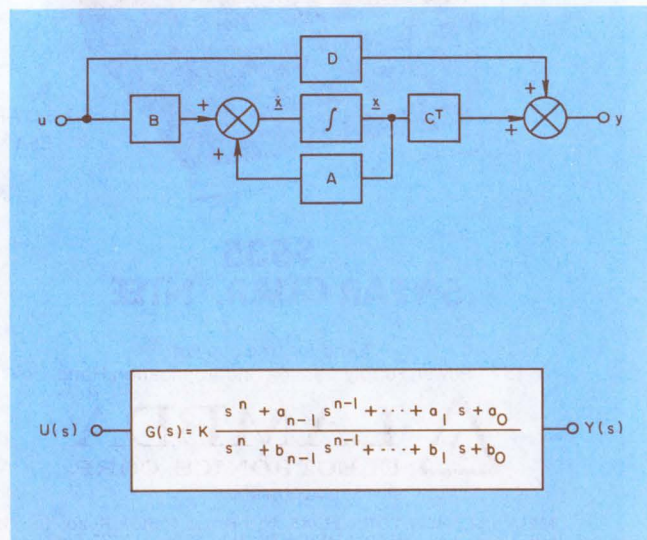 D
+
u B + ẋ ∫ x Cᵀ + y
+
A
U(s) G(s) = K (sⁿ + aₙ₋₁ sⁿ⁻¹ + ··· + a₁ s + a₀) / (sⁿ + bₙ₋₁ sⁿ⁻¹ + ··· + b₁ s + b₀) Y(s)